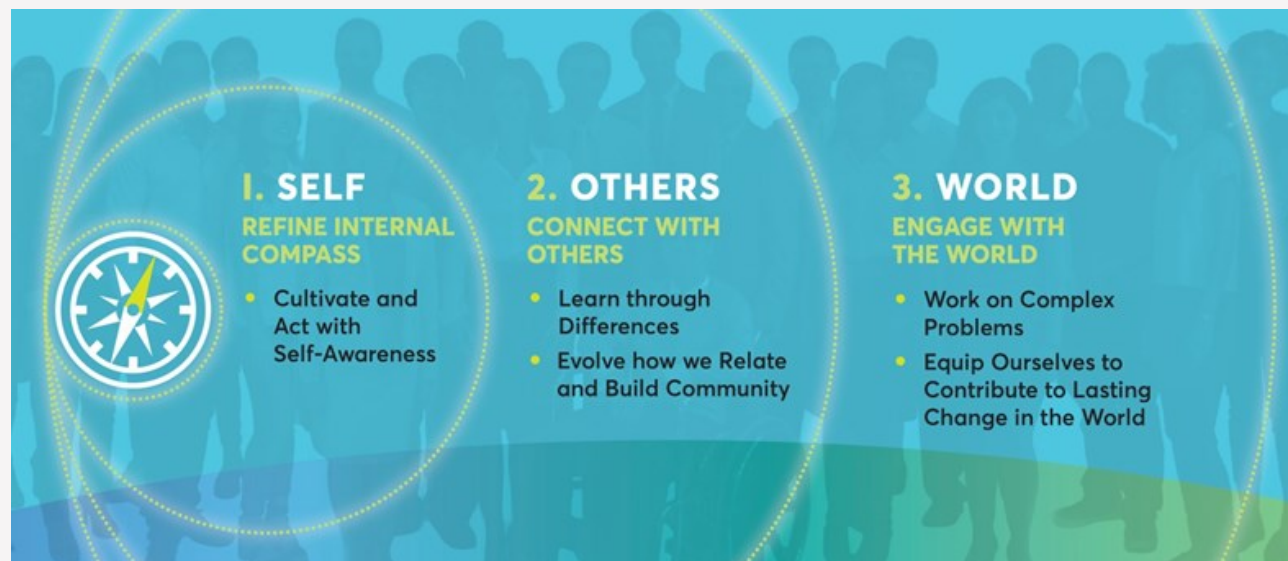 1. SELF
REFINE INTERNAL
COMPASS
• Cultivate and
Act with
Self-Awareness
2. OTHERS
CONNECT WITH
OTHERS
• Learn through
Differences
• Evolve how we Relate
and Build Community
3. WORLD
ENGAGE WITH
THE WORLD
• Work on Complex
Problems
• Equip Ourselves to
Contribute to Lasting
Change in the World